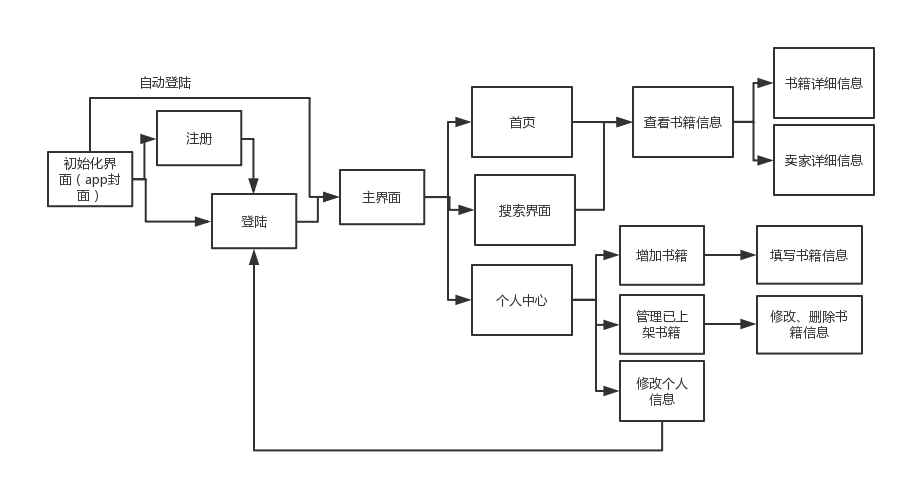 自动登陆
初始化界
面（app封
面）
注册
登陆
主界面
首页
搜索界面
个人中心
查看书籍信息
书籍详细信息
卖家详细信息
增加书籍
填写书籍信息
管理已上
架书籍
修改、删除书
籍信息
修改个人
信息